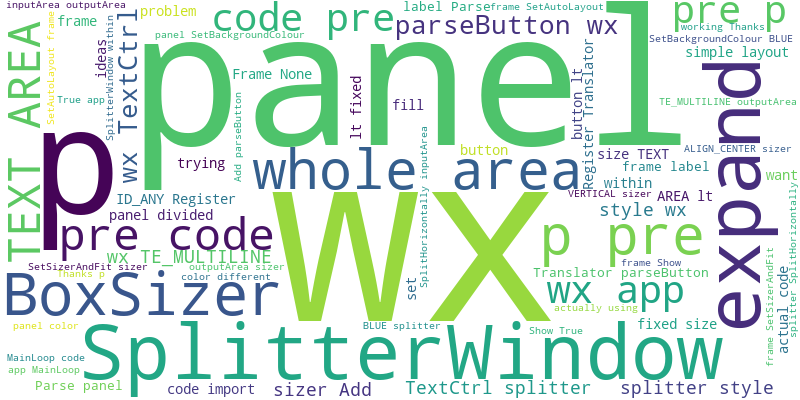 inputArea outputArea
problem
frame
code pre
label Parse
frame SetAutoLayout
pre p
parseButton wx
working Thanks
SetBackgroundColour BLUE
simple layout
panel SetBackgroundColour
TEXT AREA
SetAutoLayout frame
ideas
SplitterWindow within
wx TextCtrl
panel
Frame None
lt fixed
fill
button lt
Register Translator
expand
True app
TE_MULTILINE outputArea
p
trying
Add parseButton
button
size TEXT
ALIGN_CENTER sizer
whole area
SplitHorizontally inputArea
frame label
within
want
ID_ANY Register
VERTICAL sizer
AREA lt
panel divided
wx
style wx
pre code
p pre
wx TE_MULTILINE
SetSizerAndFit sizer
outputArea sizer
frame Show
Thanks p
color different
Translator parseButton
BoxSizer
set
wx app
actually using
frame SetSizerAndFit
actual code
splitter SplitHorizontally
panel color
BLUE splitter
Show True
fixed size
SplitterWindow
MainLoop code
app MainLoop
Parse panel
code import
sizer Add
TextCtrl splitter
splitter style